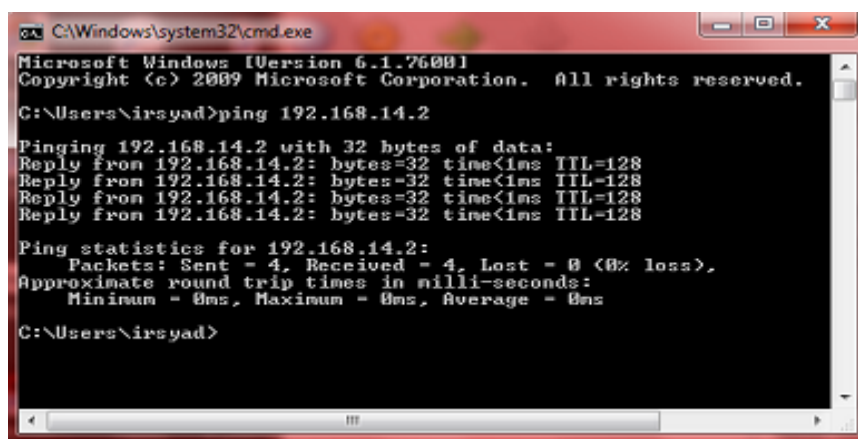 C:\Windows\system32\cmd.exe
Microsoft Windows [Version 6.1.7600]
Copyright (c) 2009 Microsoft Corporation.  All rights reserved.
C:\Users\irsyad>ping 192.168.14.2
Pinging 192.168.14.2 with 32 bytes of data:
Reply from 192.168.14.2: bytes=32 time<1ms TTL=128
Reply from 192.168.14.2: bytes=32 time<1ms TTL=128
Reply from 192.168.14.2: bytes=32 time<1ms TTL=128
Reply from 192.168.14.2: bytes=32 time<1ms TTL=128
Ping statistics for 192.168.14.2:
    Packets: Sent = 4, Received = 4, Lost = 0 (0% loss),
Approximate round trip times in milli-seconds:
    Minimum = 0ms, Maximum = 0ms, Average = 0ms
C:\Users\irsyad>